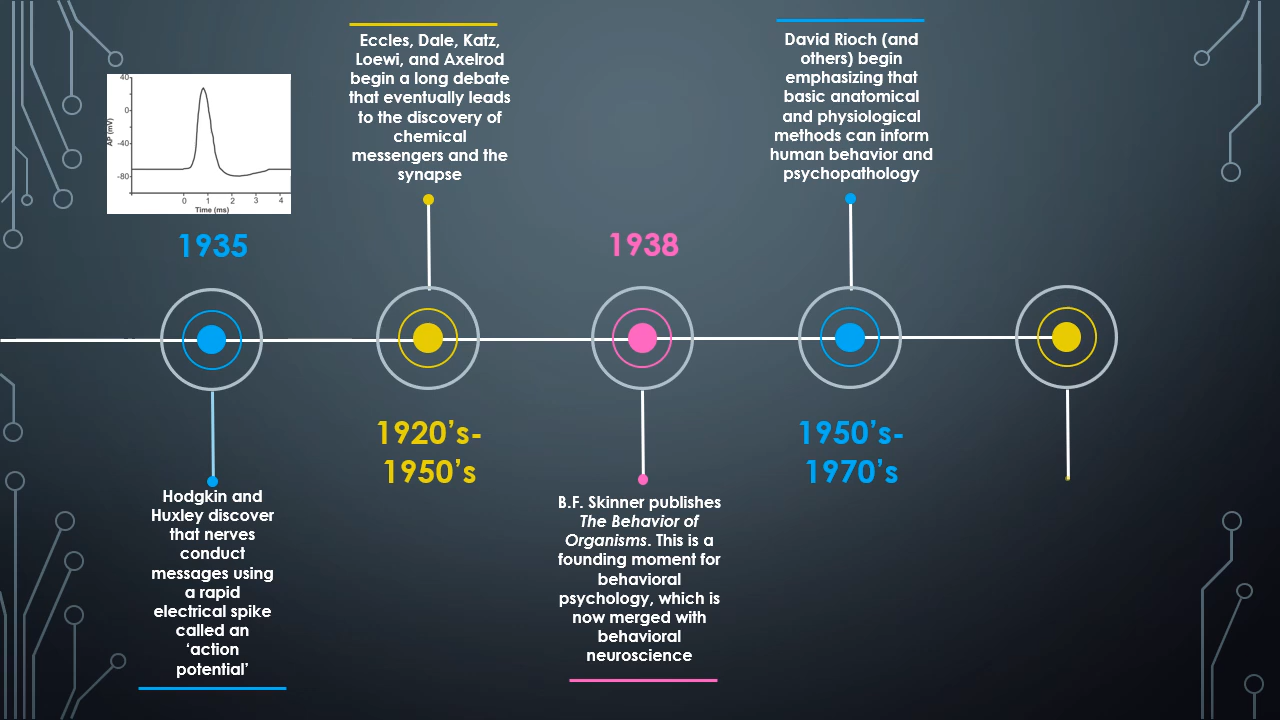 40
0
-40
-80
AP (mV)
0 1 2 3 4
Time (ms)
1935
Hodgkin and
Huxley discover
that nerves
conduct
messages using
a rapid
electrical spike
called an
‘action
potential’
Eccles, Dale, Katz,
Loewi, and Axelrod
begin a long debate
that eventually leads
to the discovery of
chemical
messengers and the
synapse
1920’s-
1950’s
1938
B.F. Skinner publishes
The Behavior of
Organisms. This is a
founding moment for
behavioral
psychology, which is
now merged with
behavioral
neuroscience
David Rioch (and
others) begin
emphasizing that
basic anatomical
and physiological
methods can inform
human behavior and
psychopathology
1950’s-
1970’s